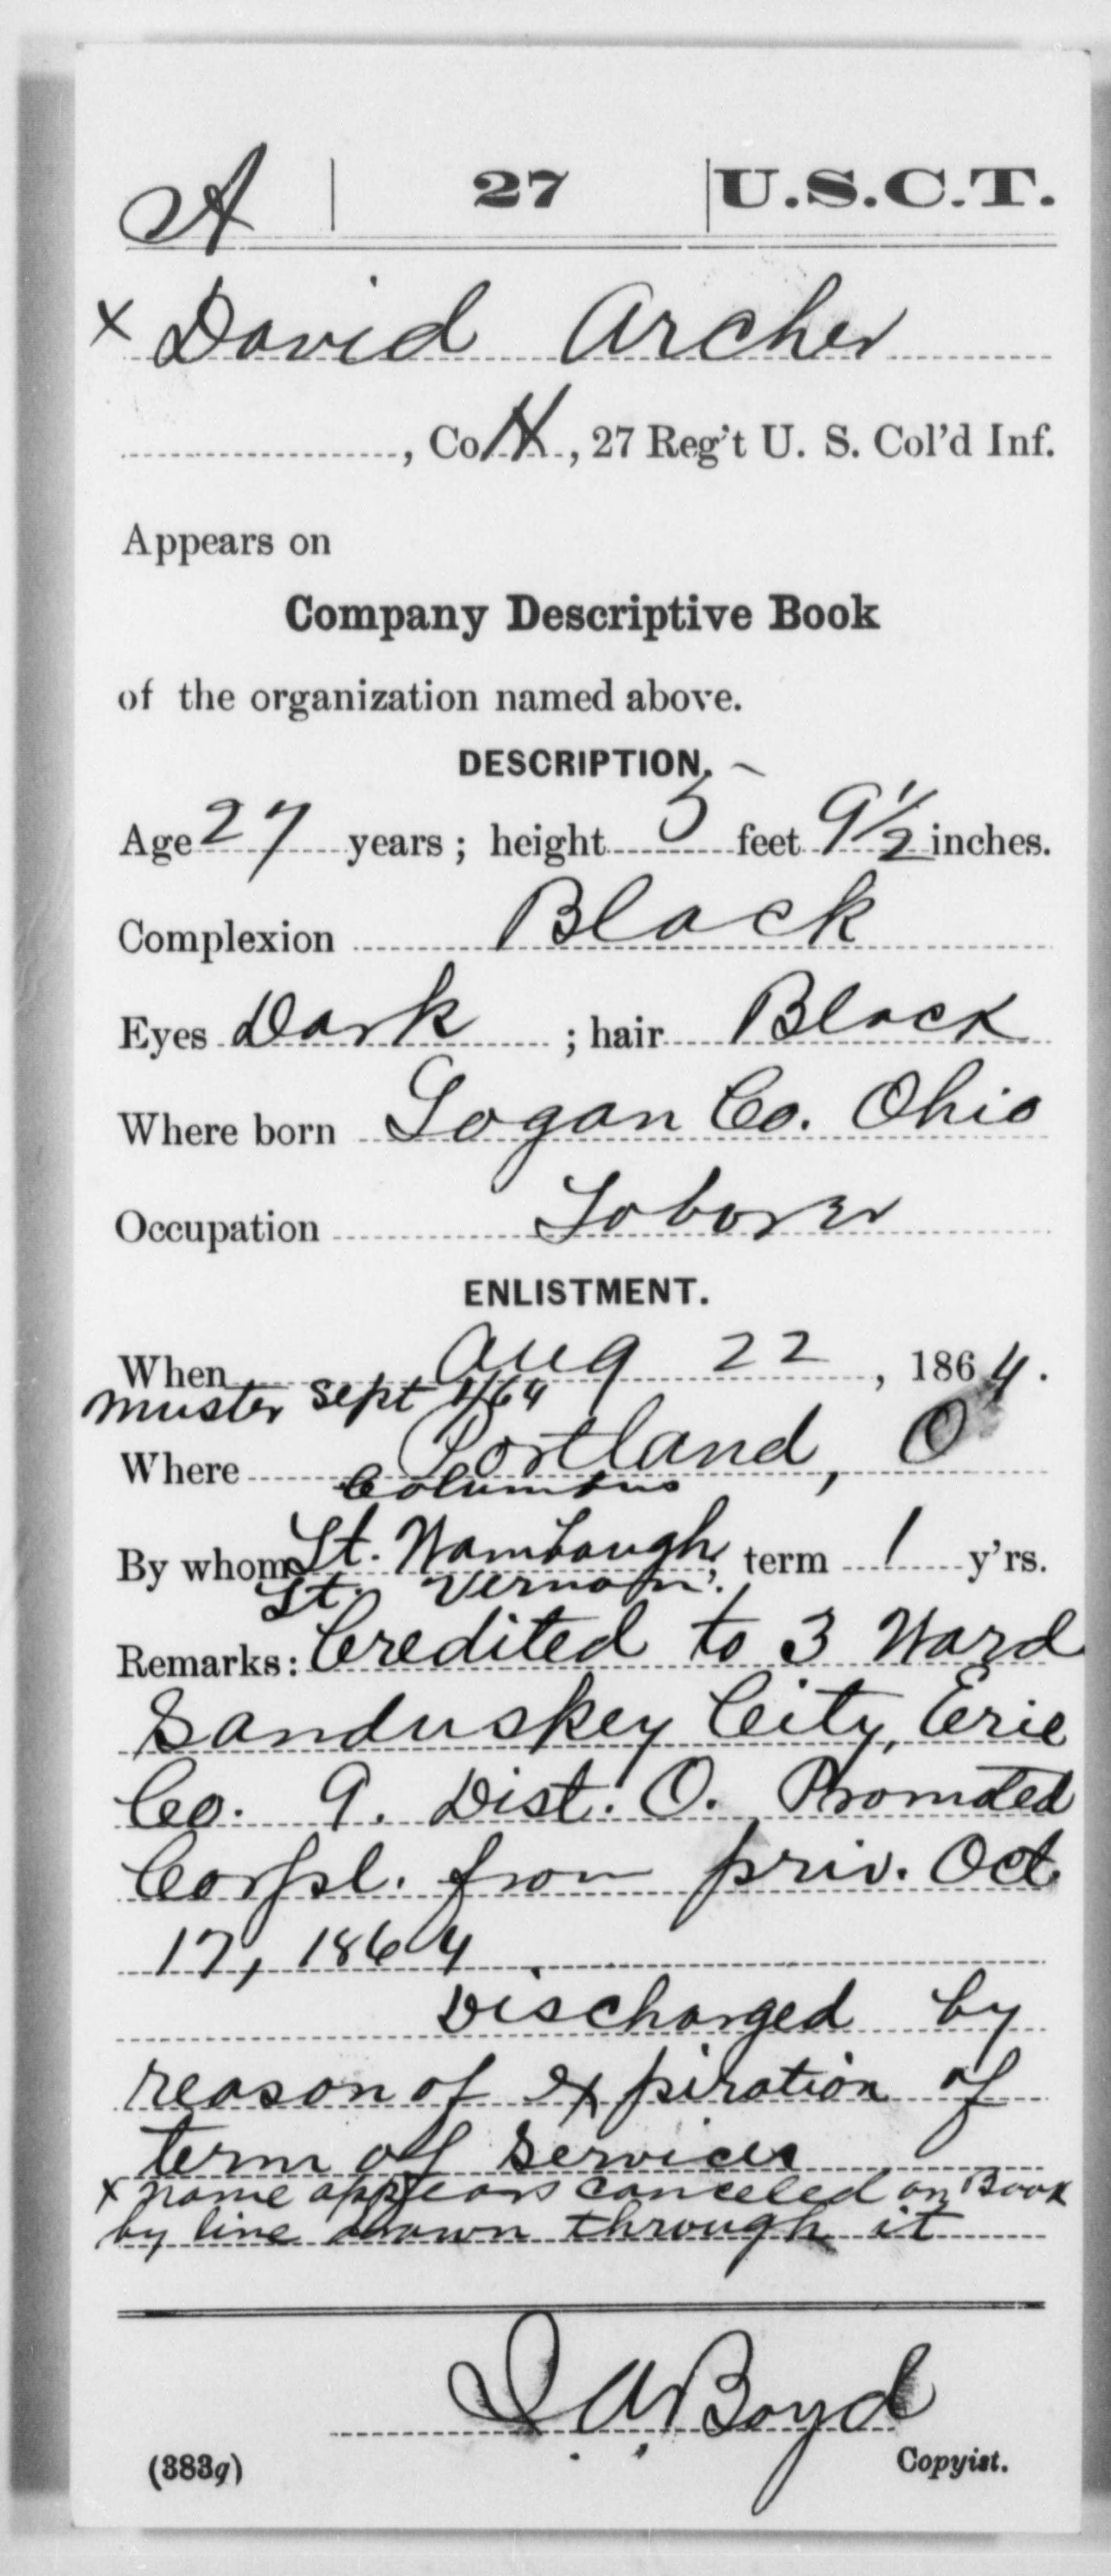 A | 27 | U.S.C.T.
x David Archer
, Co. H, 27 Reg't U. S. Col'd Inf.
Appears on
Company Descriptive Book
of the organization named above.
DESCRIPTION.
Age 27 years; height 5 feet 9 1/2 inches.
Complexion Black
Eyes Dark; hair Black
Where born Logan Co. Ohio
Occupation Laborer
ENLISTMENT.
When Aug 22, 1864.
muster Sept 1/64
Where Portland, O
Columbus
By whom Lt. Wambaugh; term 1 y'rs.
Lt. Vernon
Remarks: Credited to 3 Ward
Sanduskey City, Erie
Co. 9. Dist. O. Promoted
Corpl. from priv. Oct.
17, 1864.
Discharged by
reason of expiration of
term of service
x name appears canceled on Book
by line drawn through it
Boyd
(383g) Copyist.